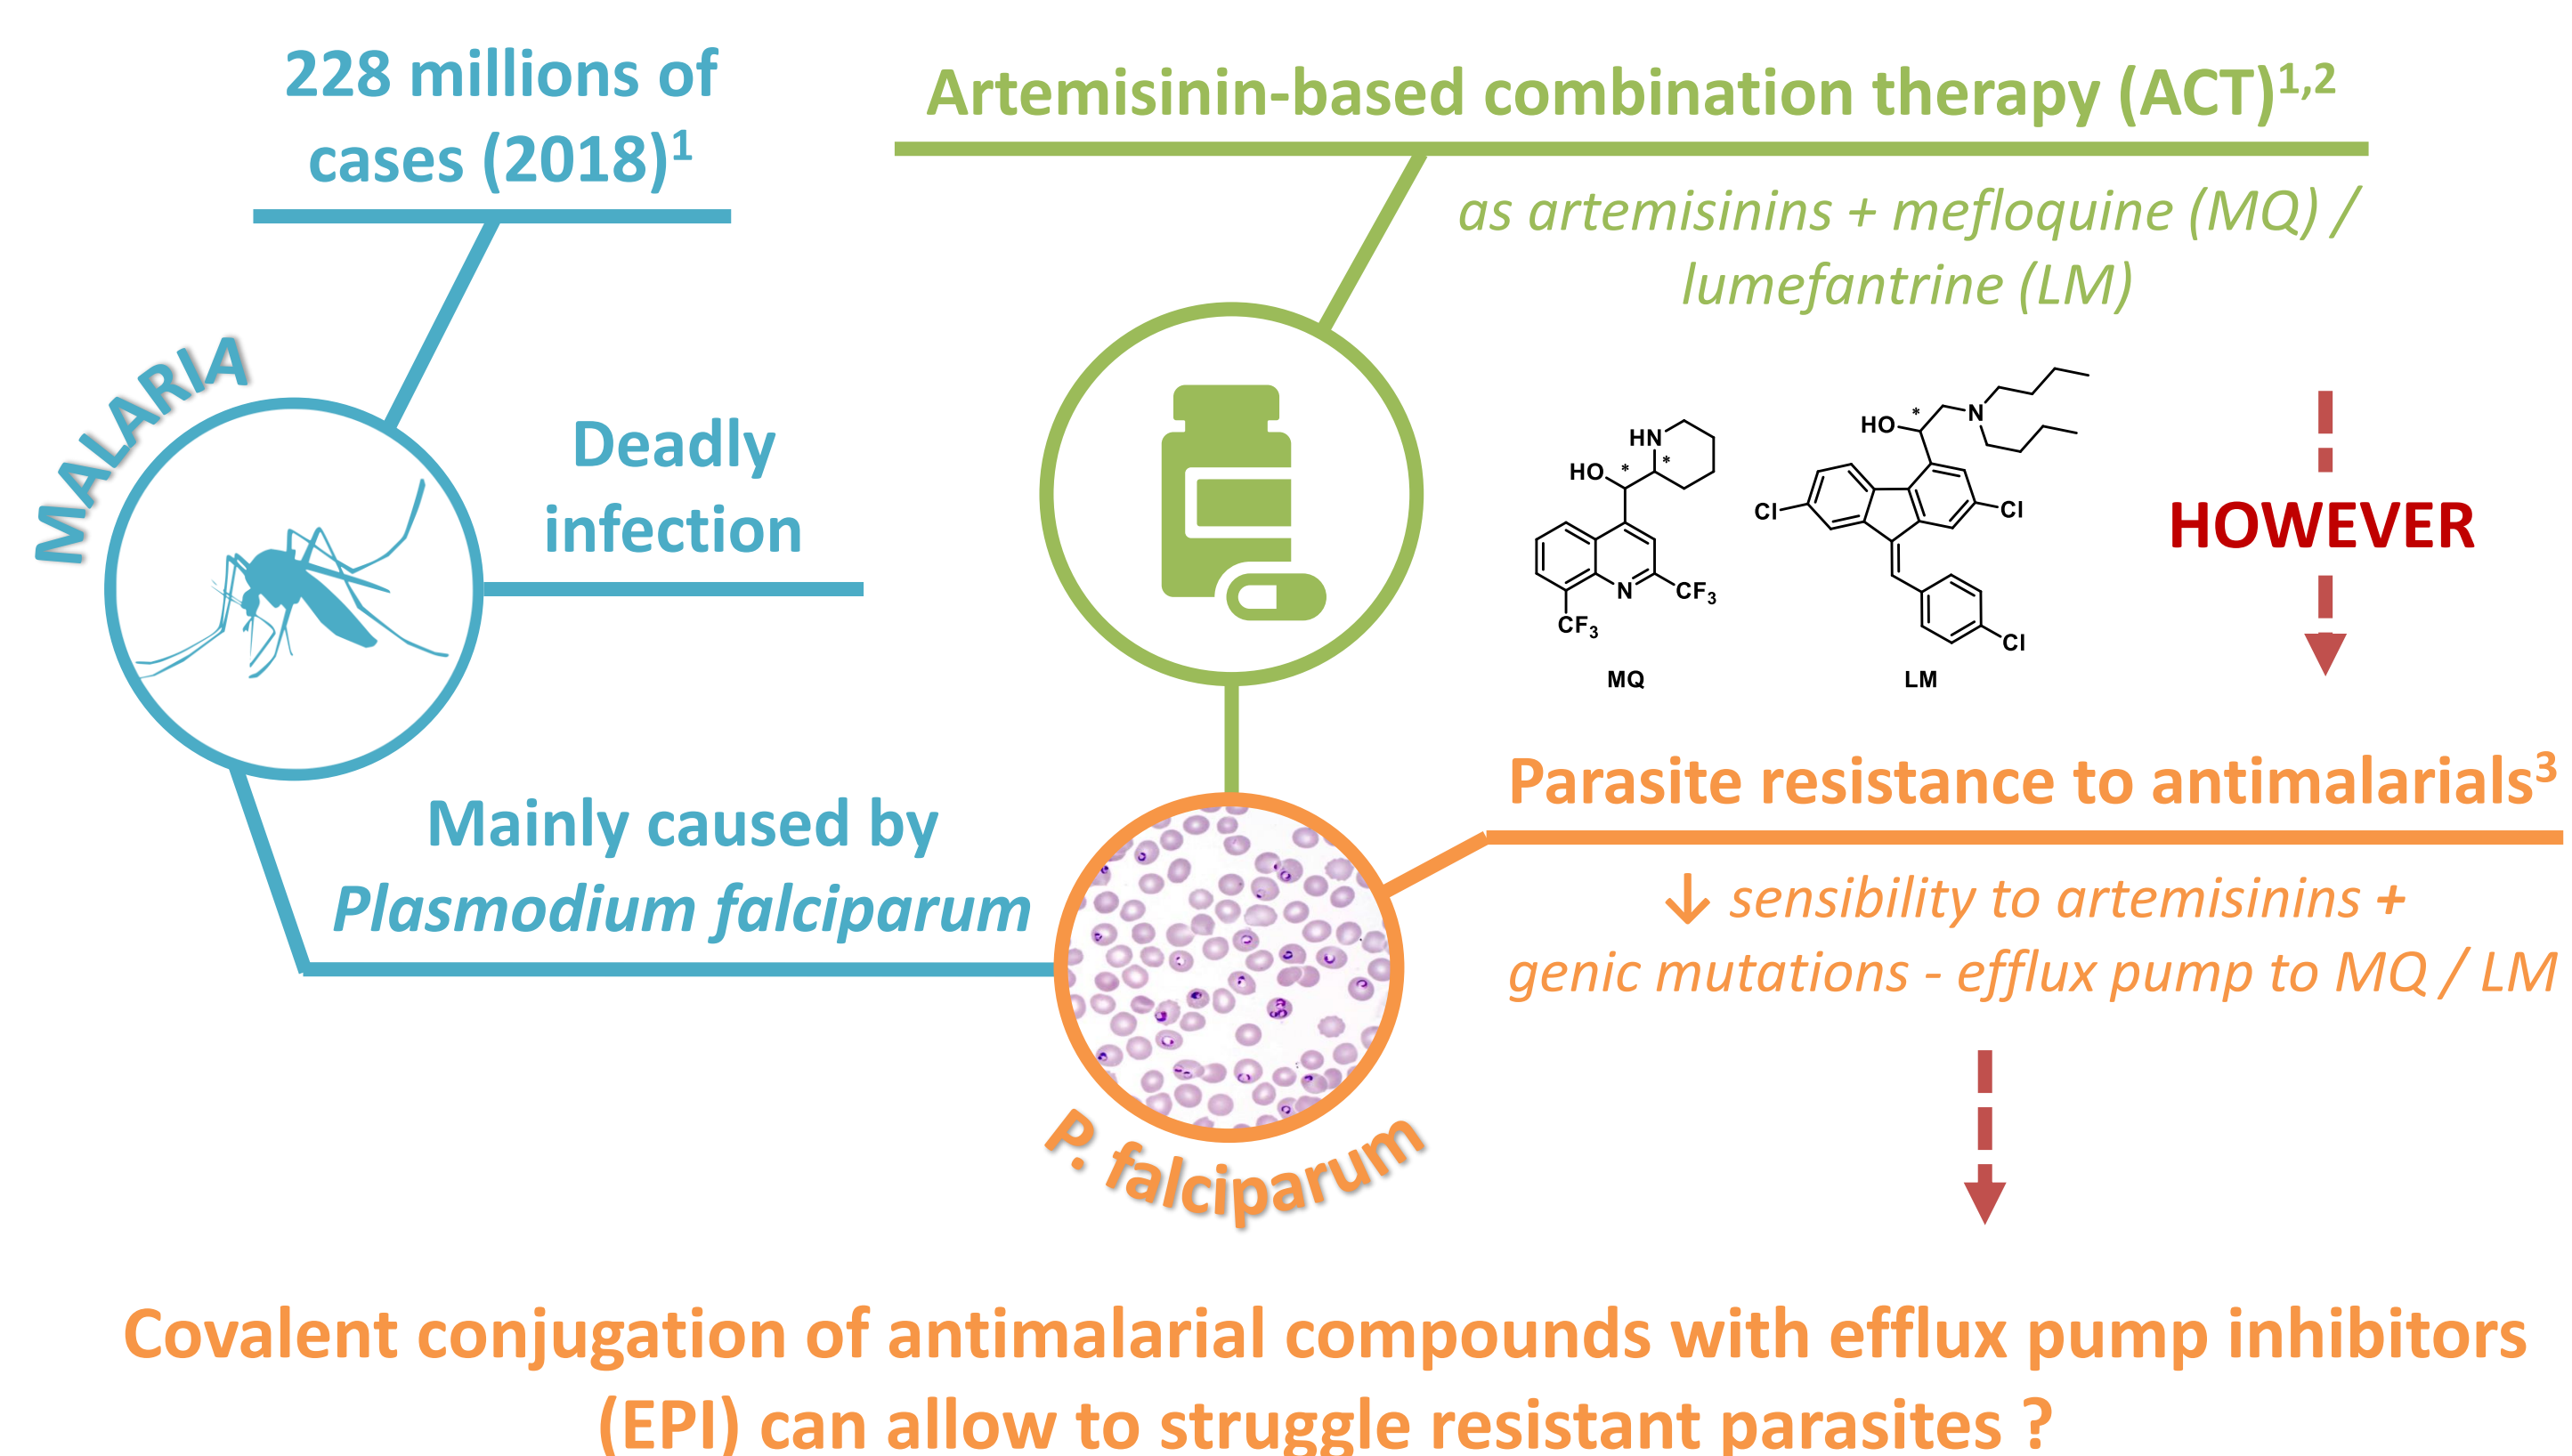 228 millions of
cases (2018)¹
MALARIA
Deadly
infection
Mainly caused by
Plasmodium falciparum
Artemisinin-based combination therapy (ACT)¹,²
as artemisinins + mefloquine (MQ) /
lumefantrine (LM)
HN
HO
*
*
N
CF₃
CF₃
MQ
HO
*
N
Cl
Cl
Cl
LM
HOWEVER
Parasite resistance to antimalarials³
↓ sensibility to artemisinins +
genic mutations - efflux pump to MQ / LM
P. falciparum
Covalent conjugation of antimalarial compounds with efflux pump inhibitors
(EPI) can allow to struggle resistant parasites ?